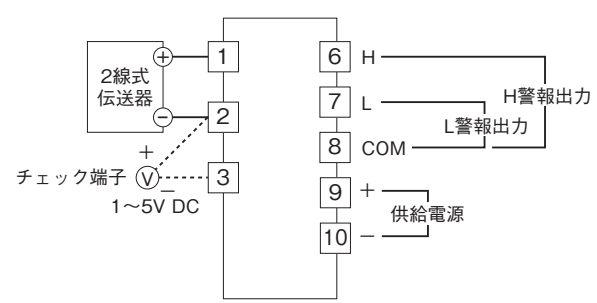 2線式
伝送器
+
−
1
2
3
+
チェック端子 V
−
1～5V DC
6 H
7 L
8 COM
9 +
10 −
H警報出力
L警報出力
供給電源